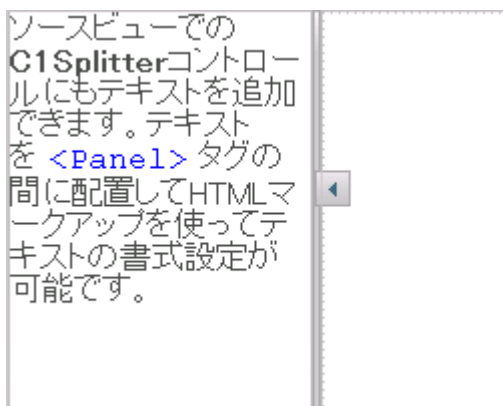 ソースビューでの
C1Splitterコントロー
ルにもテキストを追加
できます。テキスト
を <Panel> タグの
間に配置してHTMLマ
ークアップを使ってテ
キストの書式設定が
可能です。